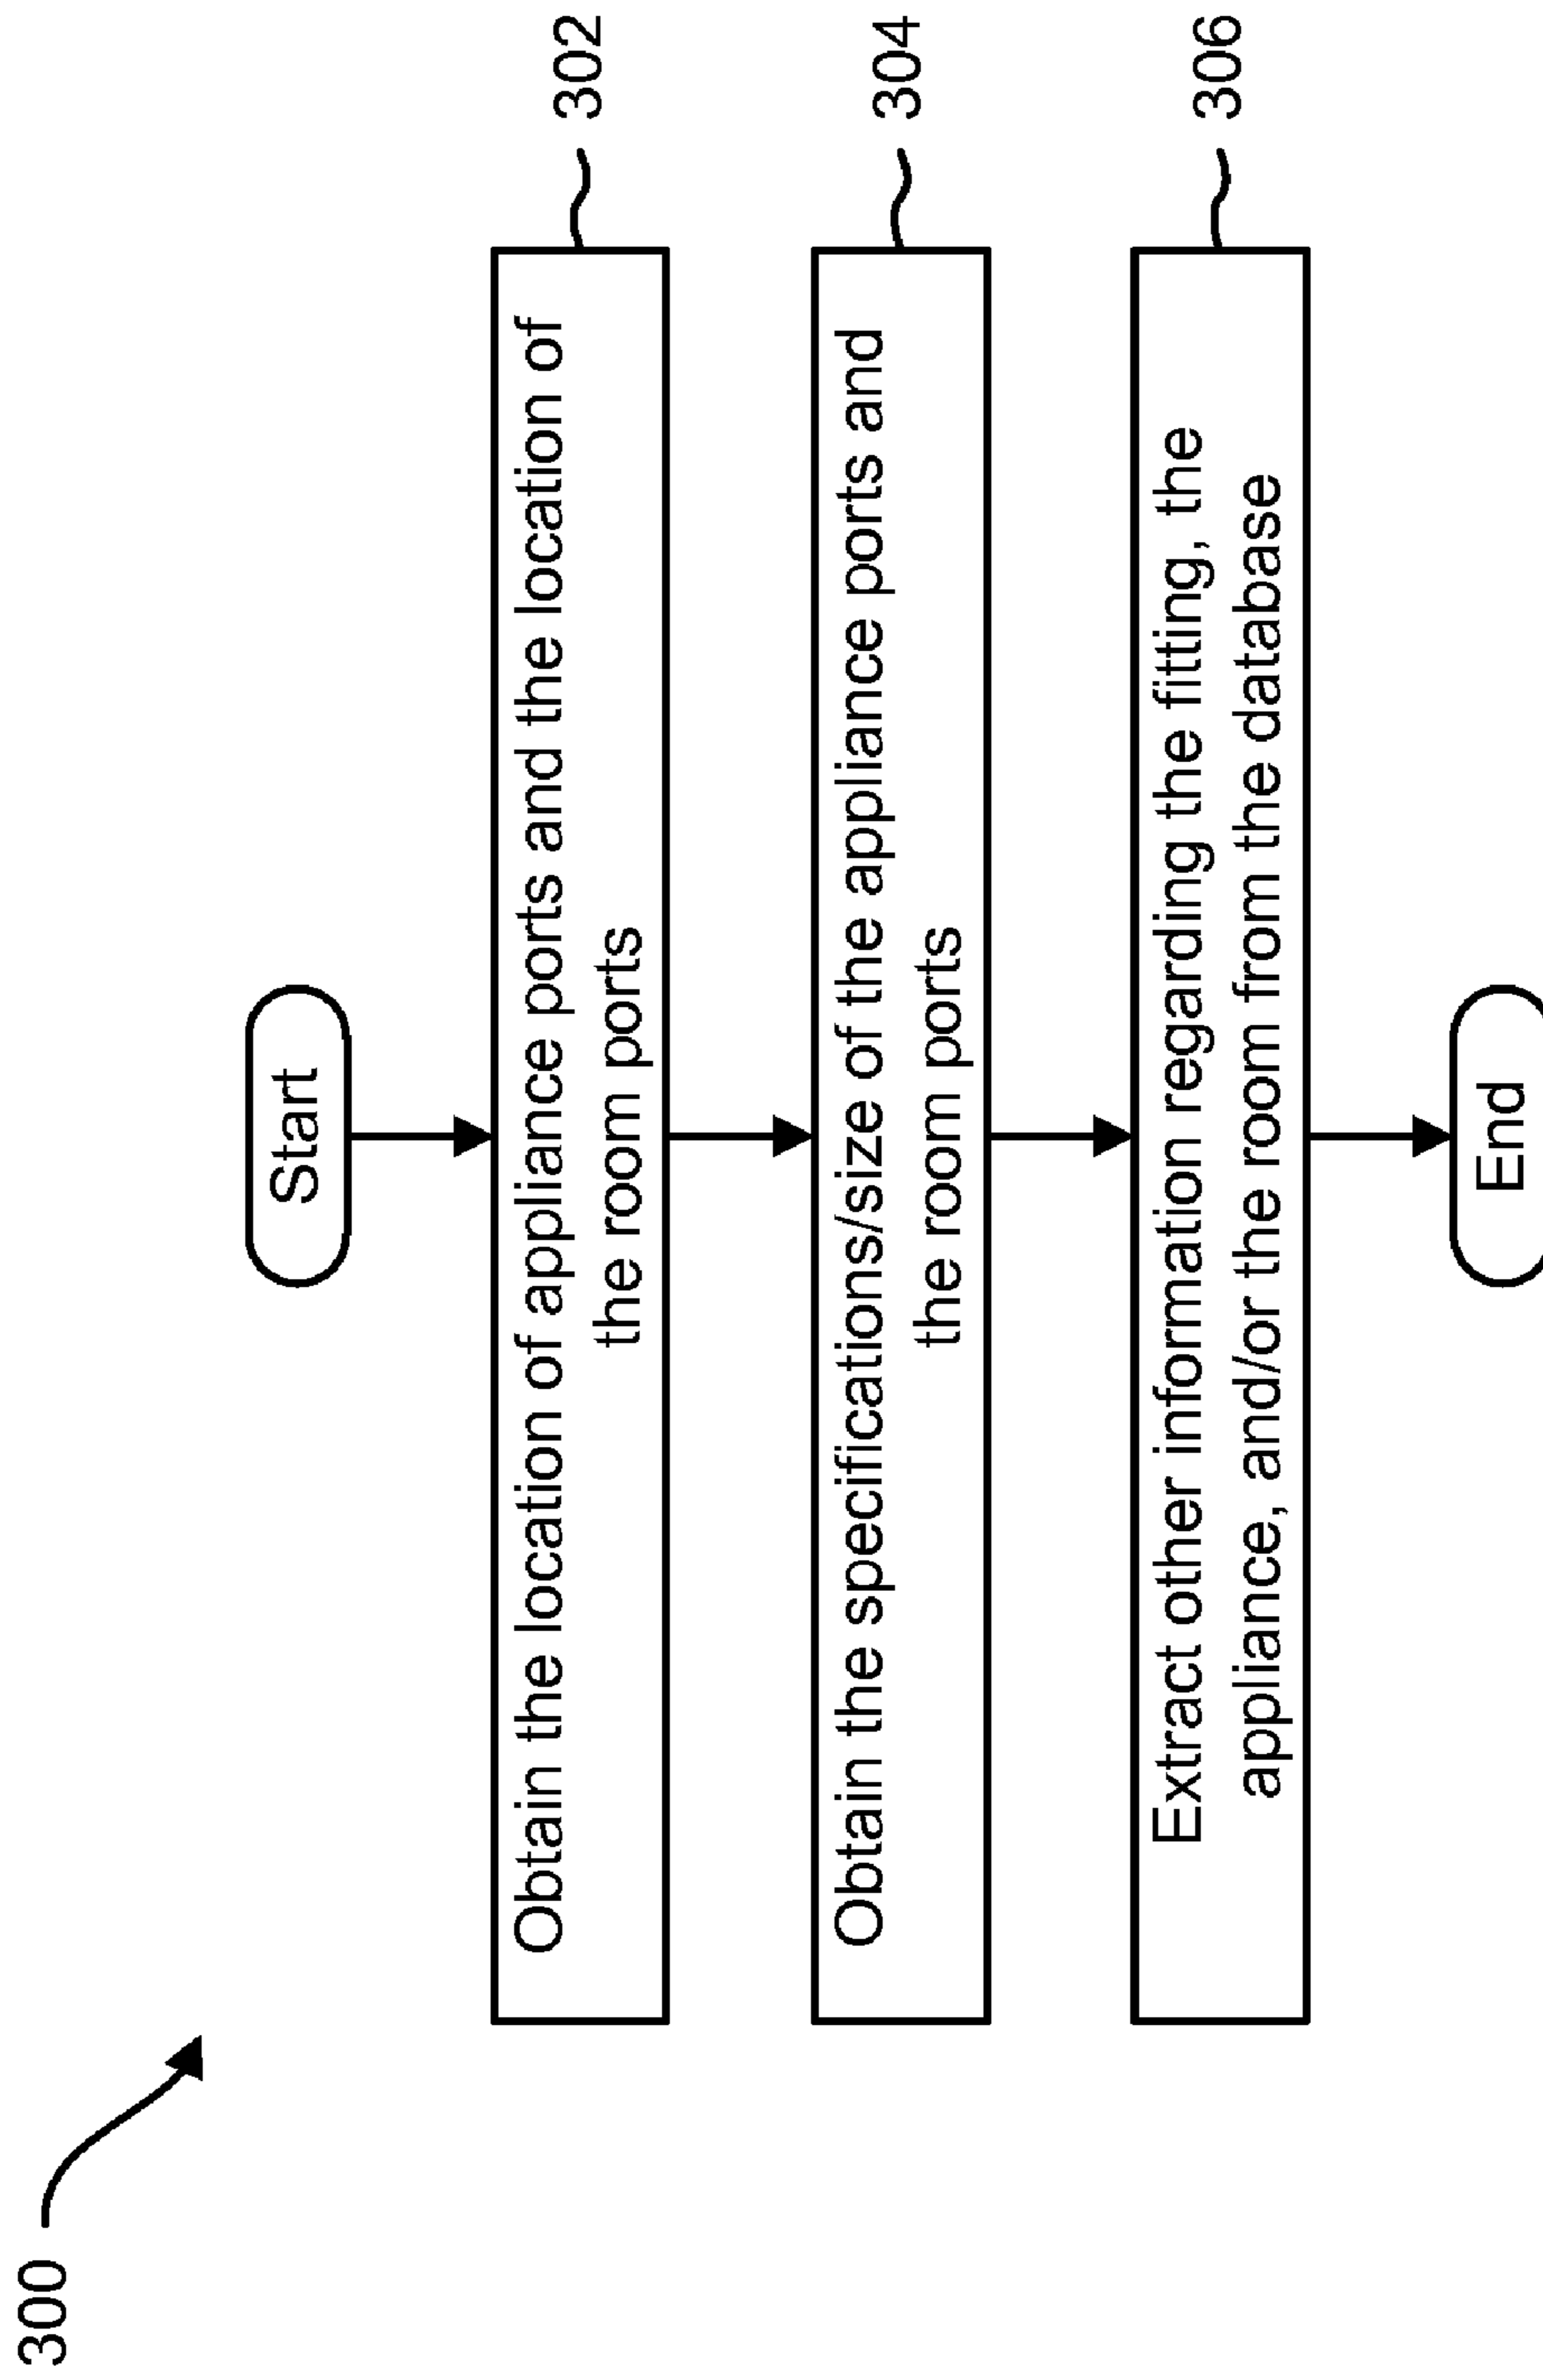 300
Start
Obtain the location of appliance ports and the location of
the room ports
302
Obtain the specifications/size of the appliance ports and
the room ports
304
Extract other information regarding the fitting, the
appliance, and/or the room from the database
306
End